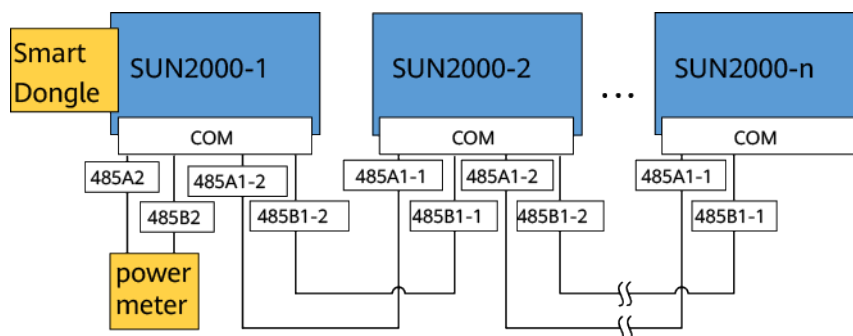 Smart
Dongle
SUN2000-1
SUN2000-2
...
SUN2000-n
COM
COM
COM
485A2
485A1-2
485A1-1
485A1-2
485A1-1
485B2
485B1-2
485B1-1
485B1-2
485B1-1
power
meter